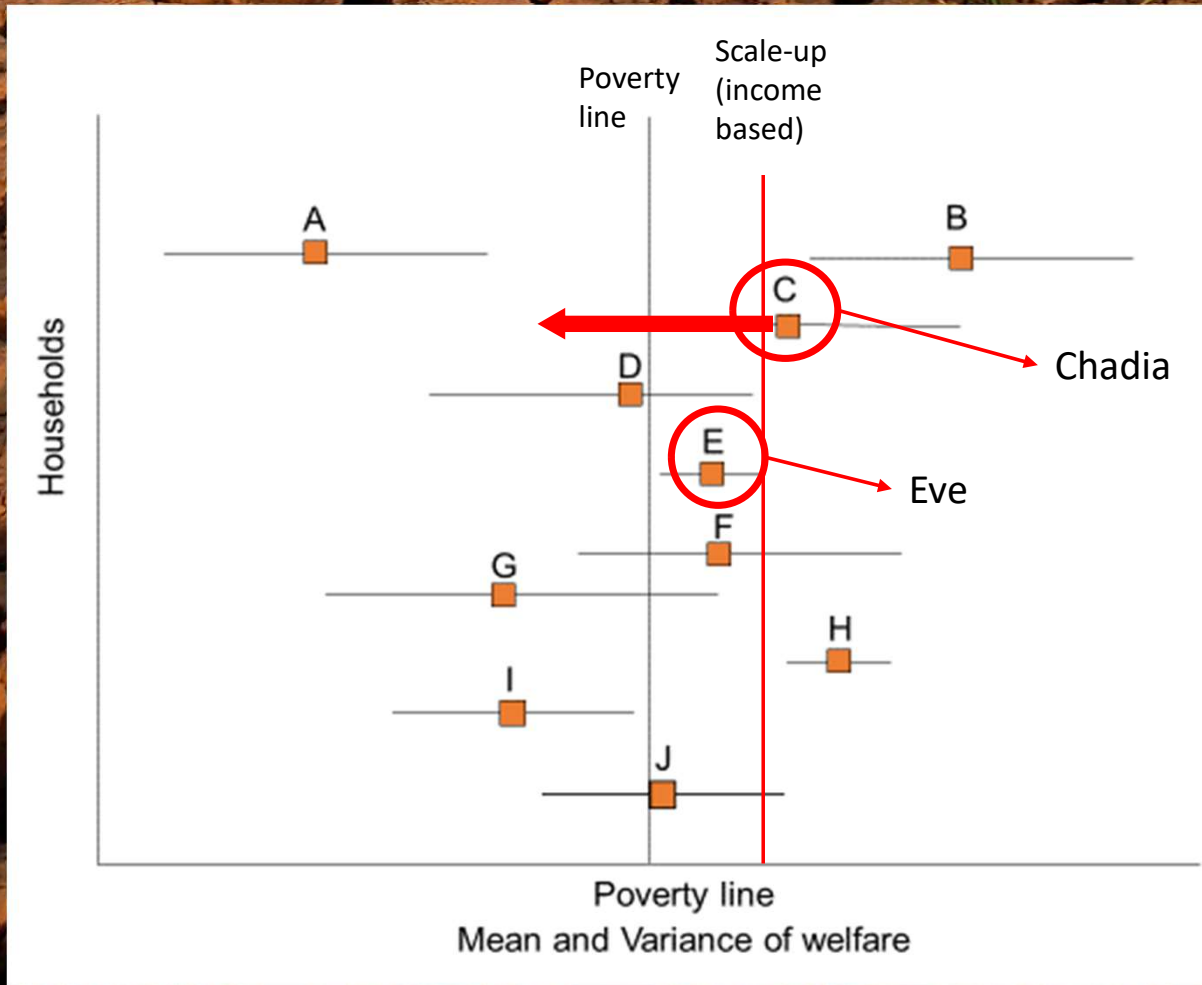 Poverty
line
Scale-up
(income
based)
A
B
C
Chadia
D
E
Eve
F
G
H
I
J
Households
Poverty line
Mean and Variance of welfare